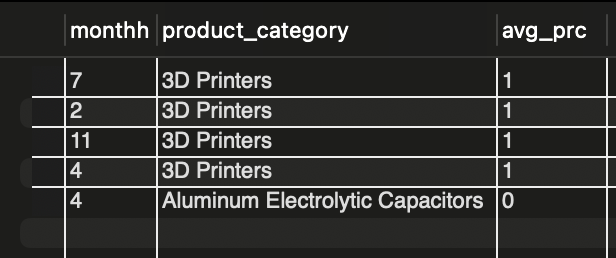 monthh product_category avg_prc
7 3D Printers 1
2 3D Printers 1
11 3D Printers 1
4 3D Printers 1
4 Aluminum Electrolytic Capacitors 0